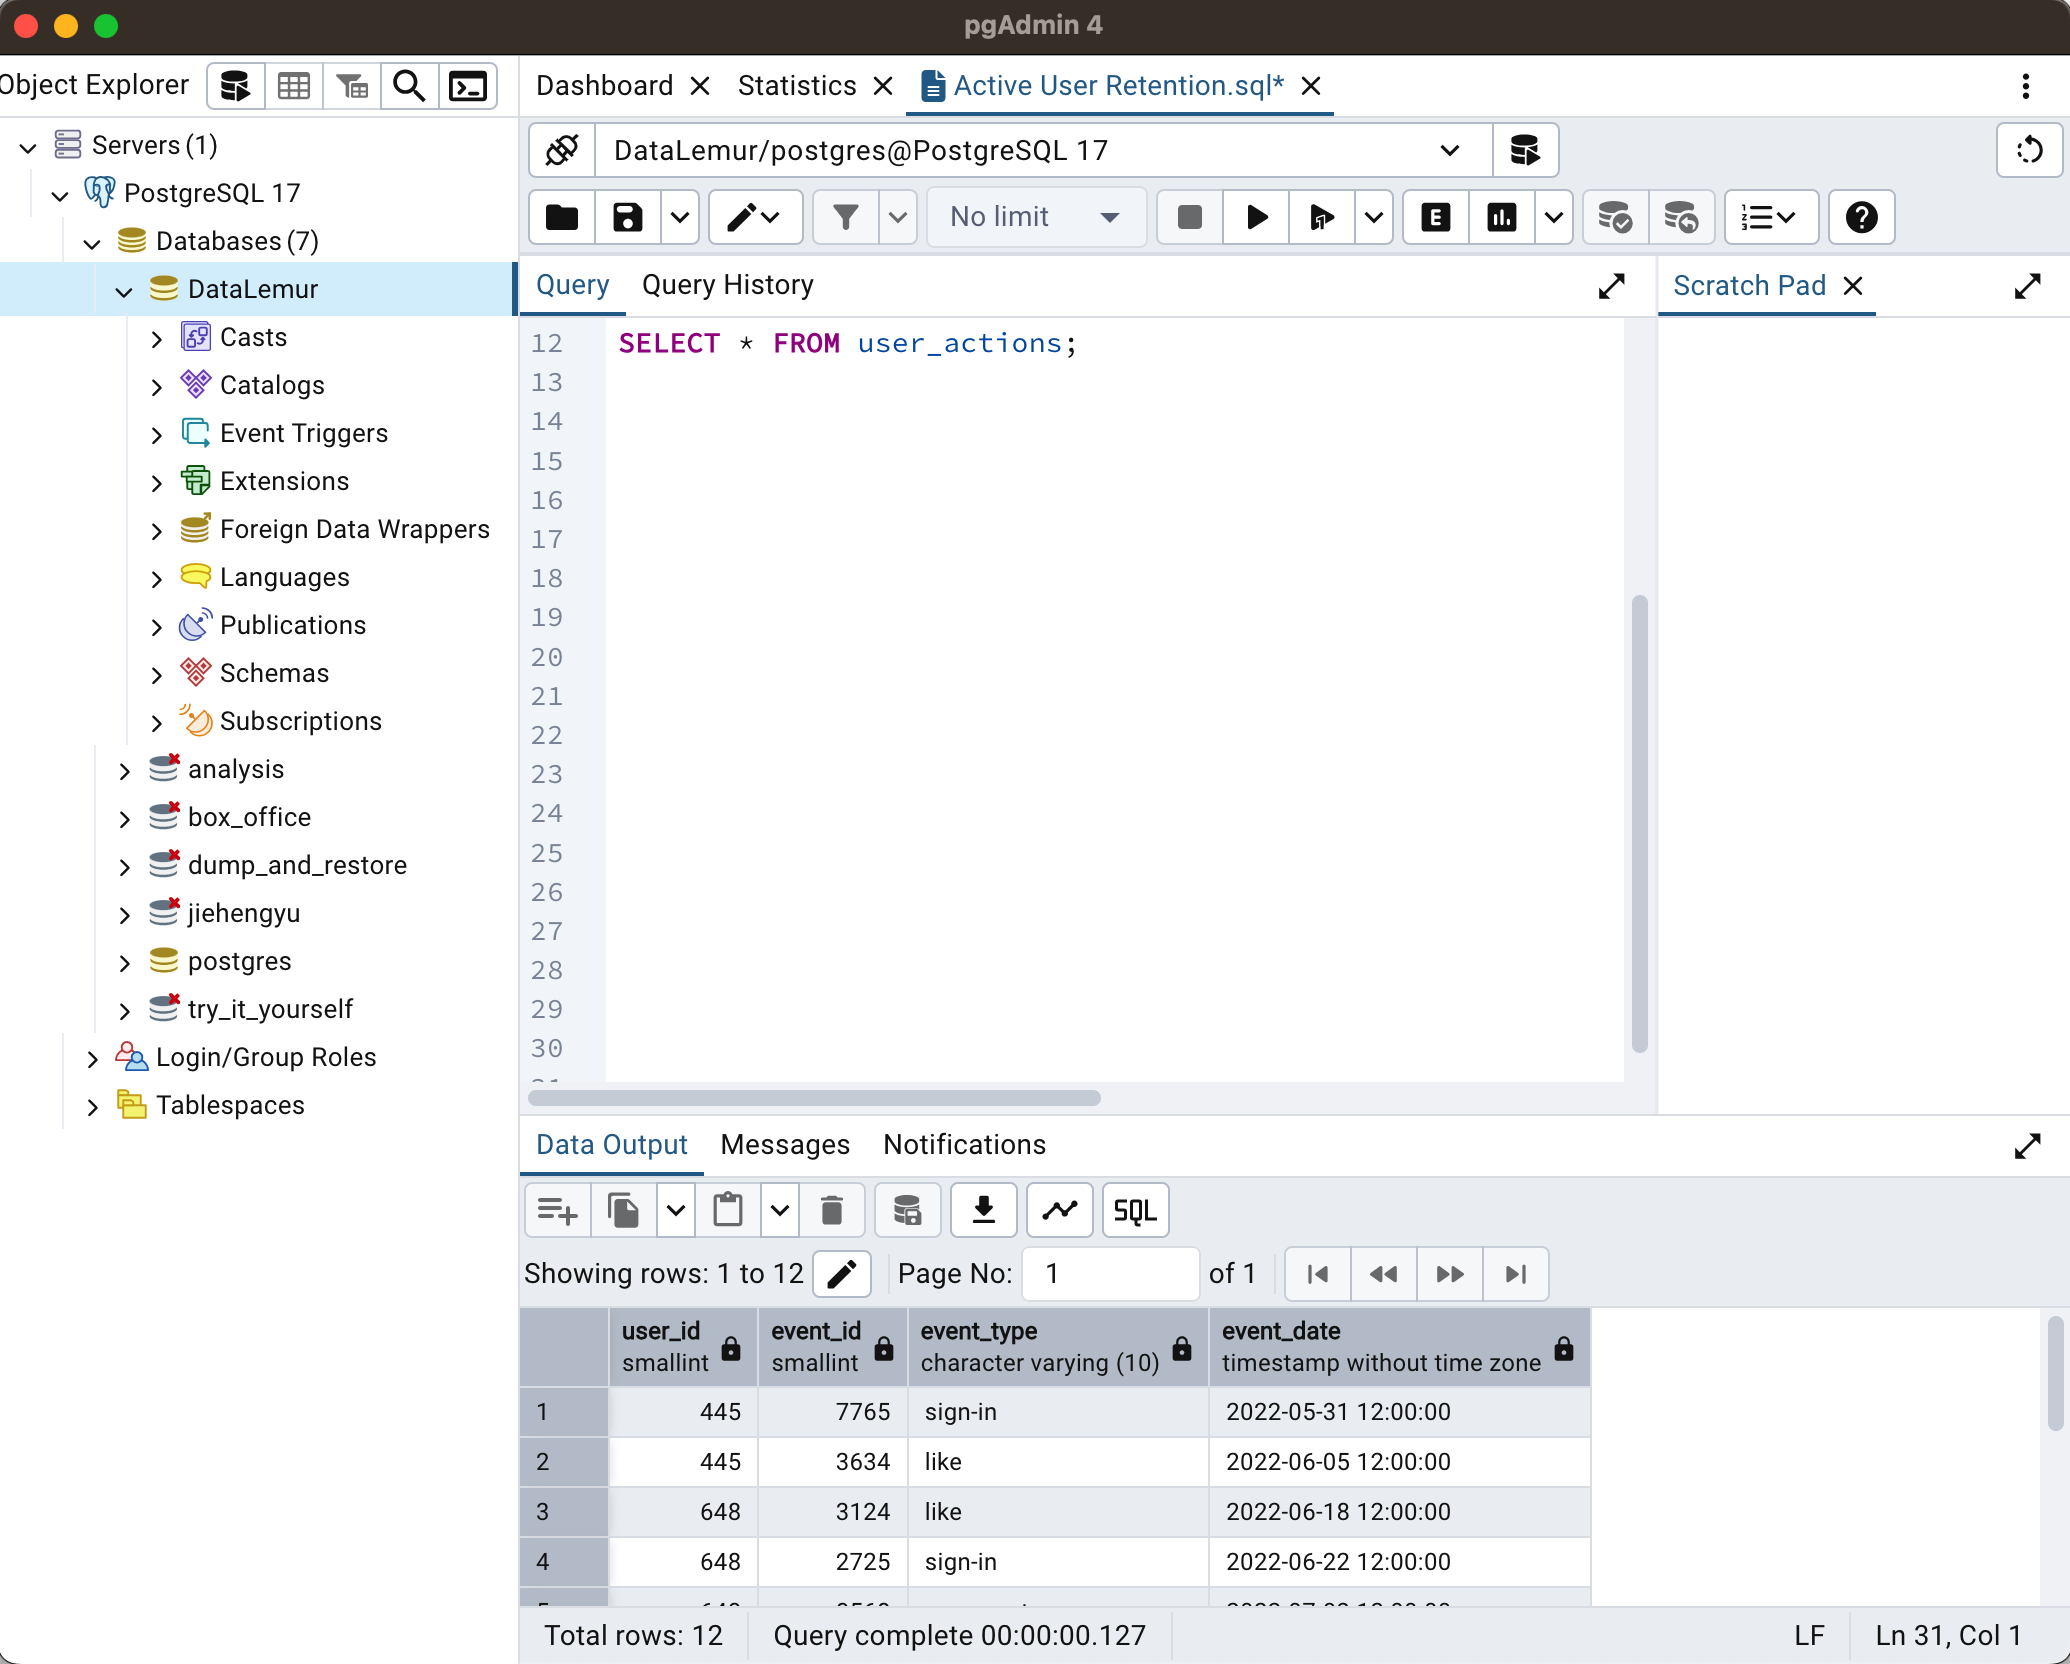 pgAdmin 4
Object Explorer
Dashboard
Statistics
Active User Retention.sql*
Servers (1)
PostgreSQL 17
Databases (7)
DataLemur
Casts
Catalogs
Event Triggers
Extensions
Foreign Data Wrappers
Languages
Publications
Schemas
Subscriptions
analysis
box_office
dump_and_restore
jiehengyu
postgres
try_it_yourself
Login/Group Roles
Tablespaces
DataLemur/postgres@PostgreSQL 17
No limit
E
Query
Query History
Scratch Pad
12 SELECT * FROM user_actions;
13
14
15
16
17
18
19
20
21
22
23
24
25
26
27
28
29
30
Data Output
Messages
Notifications
SQL
Showing rows: 1 to 12
Page No: 1 of 1
user_id event_id event_type event_date
smallint smallint character varying (10) timestamp without time zone
1 445 7765 sign-in 2022-05-31 12:00:00
2 445 3634 like 2022-06-05 12:00:00
3 648 3124 like 2022-06-18 12:00:00
4 648 2725 sign-in 2022-06-22 12:00:00
Total rows: 12
Query complete 00:00:00.127
LF
Ln 31, Col 1